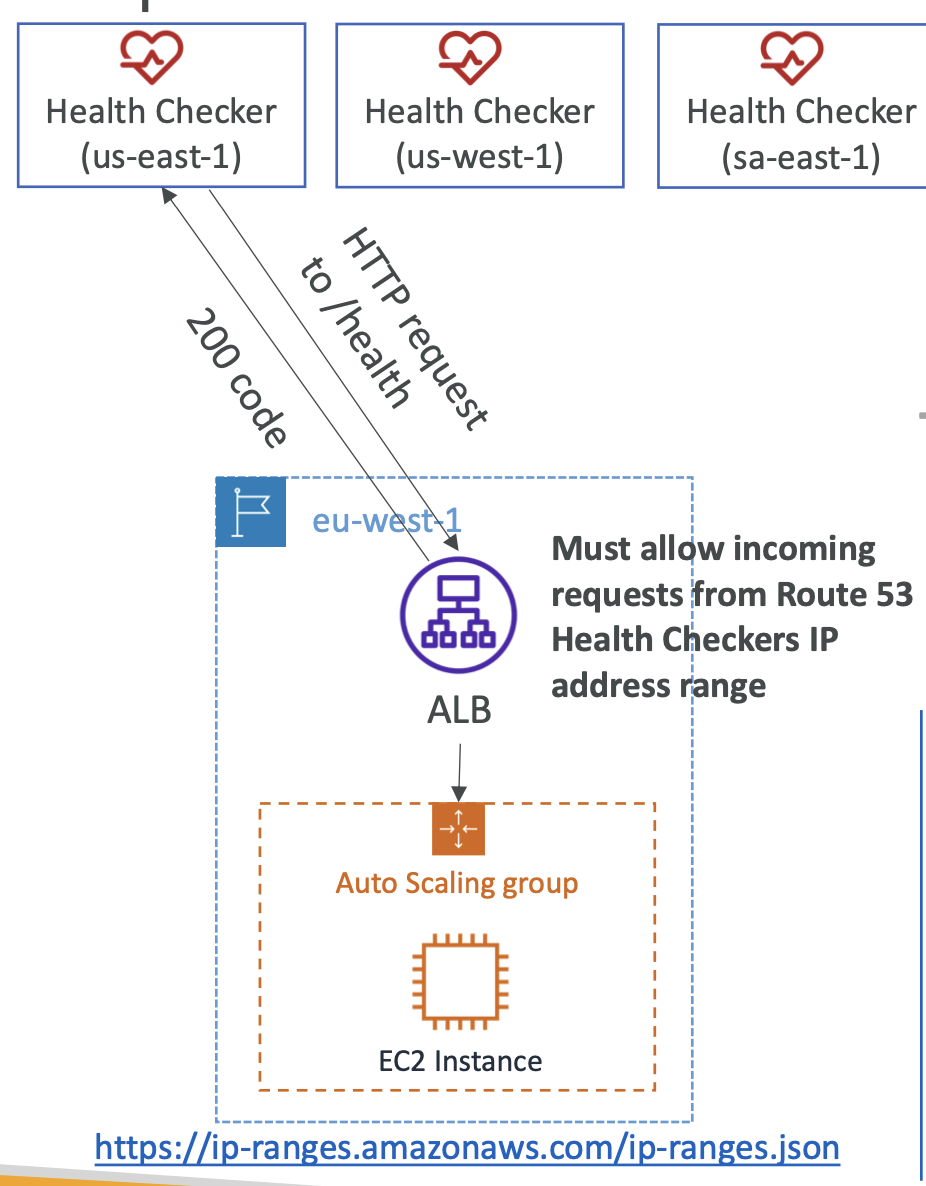 Health Checker
(us-east-1)
Health Checker
(us-west-1)
Health Checker
(sa-east-1)
HTTP request
to /health
200 code
eu-west-1
Must allow incoming
requests from Route 53
Health Checkers IP
address range
ALB
Auto Scaling group
EC2 Instance
https://ip-ranges.amazonaws.com/ip-ranges.json